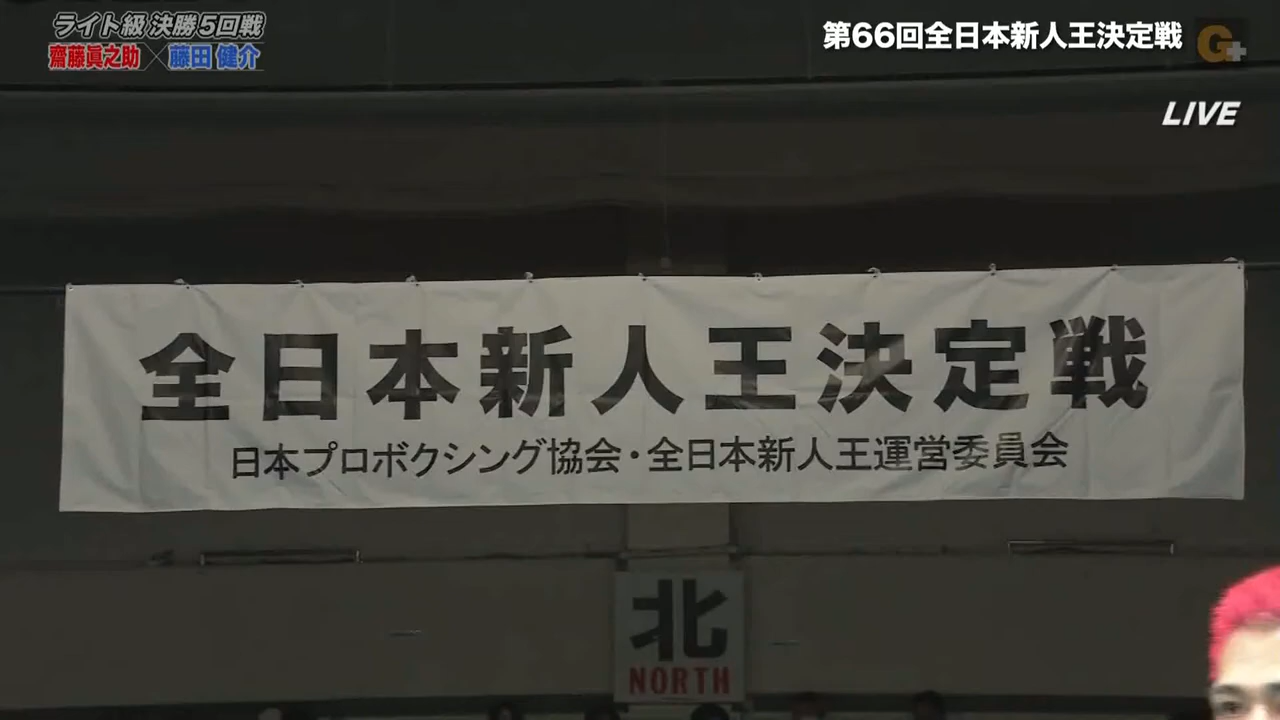 ライト級 決勝5回戦
齋藤眞之助×藤田 健介
第66回全日本新人王決定戦
G+
LIVE
全日本新人王決定戦
日本プロボクシング協会・全日本新人王運営委員会
北
NORTH